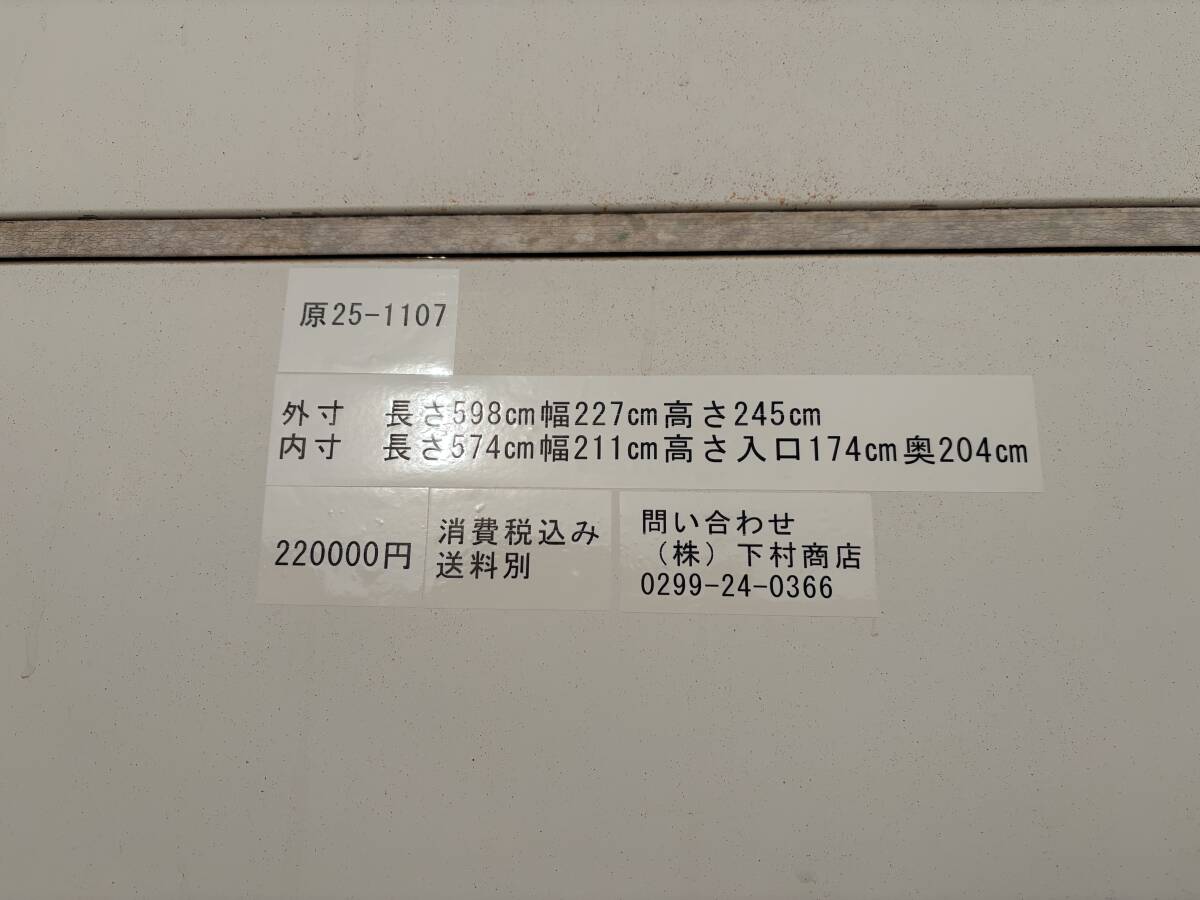 原25-1107
外寸　長さ598cm幅227cm高さ245cm
内寸　長さ574cm幅211cm高さ入口174cm奥204cm
220000円
消費税込み
送料別
問い合わせ
（株）下村商店
0299-24-0366